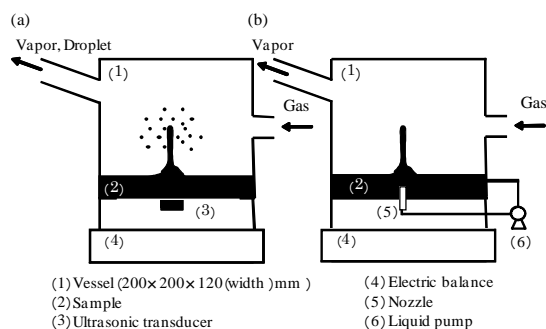 (a)
(b)
Vapor, Droplet
Vapor
(1)
(1)
Gas
Gas
(2)
(2)
(3)
(5)
(4)
(4)
(6)
(1) Vessel (200×200×120 (width) mm)
(2) Sample
(3) Ultrasonic transducer
(4) Electric balance
(5) Nozzle
(6) Liquid pump